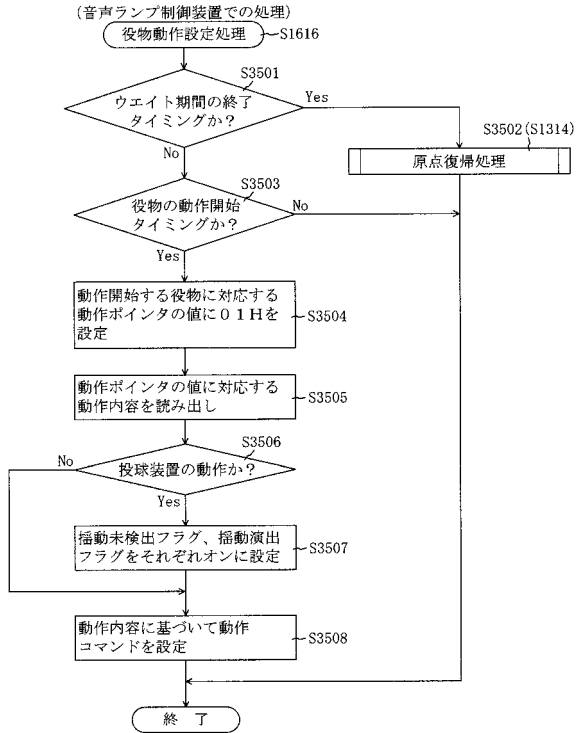 (音声ランプ制御装置での処理)
役物動作設定処理
S1616
S3501
ウエイト期間の終了
タイミングか?
Yes
No
S3502(S1314)
原点復帰処理
S3503
役物の動作開始
タイミングか?
No
Yes
動作開始する役物に対応する
動作ポインタの値に01Hを
設定
S3504
動作ポインタの値に対応する
動作内容を読み出し
S3505
S3506
投球装置の動作か?
No
Yes
揺動未検出フラグ、揺動演出
フラグをそれぞれオンに設定
S3507
動作内容に基づいて動作
コマンドを設定
S3508
終 了